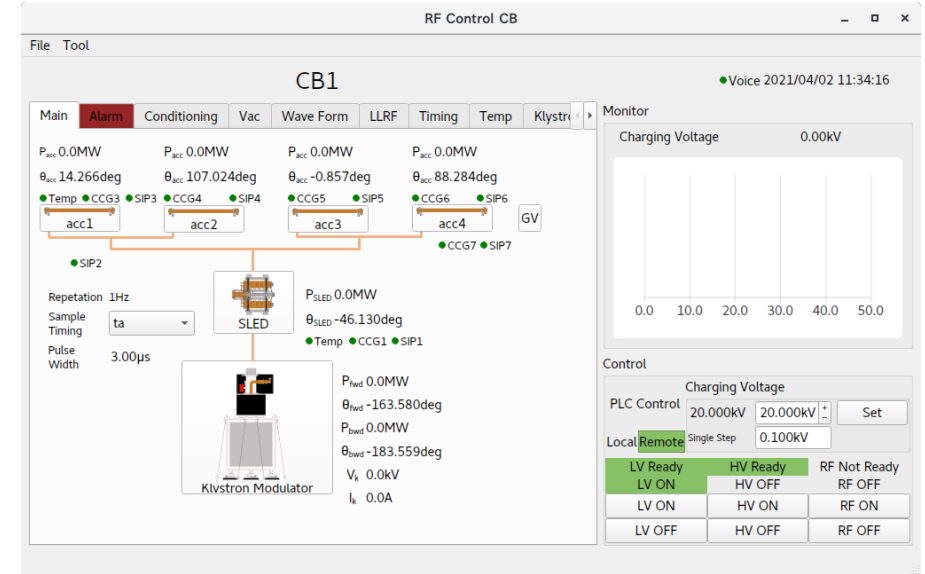 RF Control CB
File Tool
CB1
Voice 2021/04/02 11:34:16
Main Alarm Conditioning Vac Wave Form LLRF Timing Temp Klystr
Pacc 0.0MW Pacc 0.0MW Pacc 0.0MW Pacc 0.0MW
θacc 14.266deg θacc 107.024deg θacc -0.857deg θacc 88.284deg
Temp CCG3 SIP3 CCG4 SIP4 CCG5 SIP5 CCG6 SIP6
acc1 acc2 acc3 acc4 GV
CCG7 SIP7
SIP2
Repetation 1Hz
Sample Timing ta
Pulse Width 3.00μs
SLED
PSLED 0.0MW
θSLED -46.130deg
Temp CCG1 SIP1
Klystron Modulator
Pfwd 0.0MW
θfwd -163.580deg
Pbwd 0.0MW
θbwd -183.559deg
Vk 0.0kV
Ik 0.0A
Monitor
Charging Voltage 0.00kV
0.0 10.0 20.0 30.0 40.0 50.0
Control
Charging Voltage
PLC Control 20.000kV 20.000kV + - Set
Local Remote Single Step 0.100kV
LV Ready HV Ready RF Not Ready
LV ON HV OFF RF OFF
LV ON HV ON RF ON
LV OFF HV OFF RF OFF